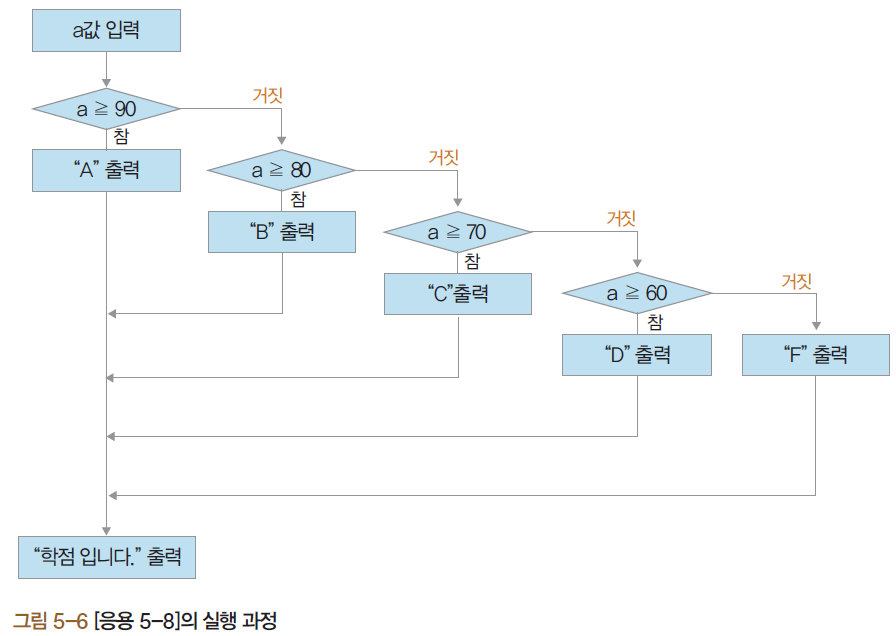 a값 입력
a ≧ 90
거짓
참
"A" 출력
a ≧ 80
거짓
참
"B" 출력
a ≧ 70
거짓
참
"C"출력
a ≧ 60
거짓
참
"D" 출력
"F" 출력
"학점 입니다." 출력
그림 5-6 [응용 5-8]의 실행 과정